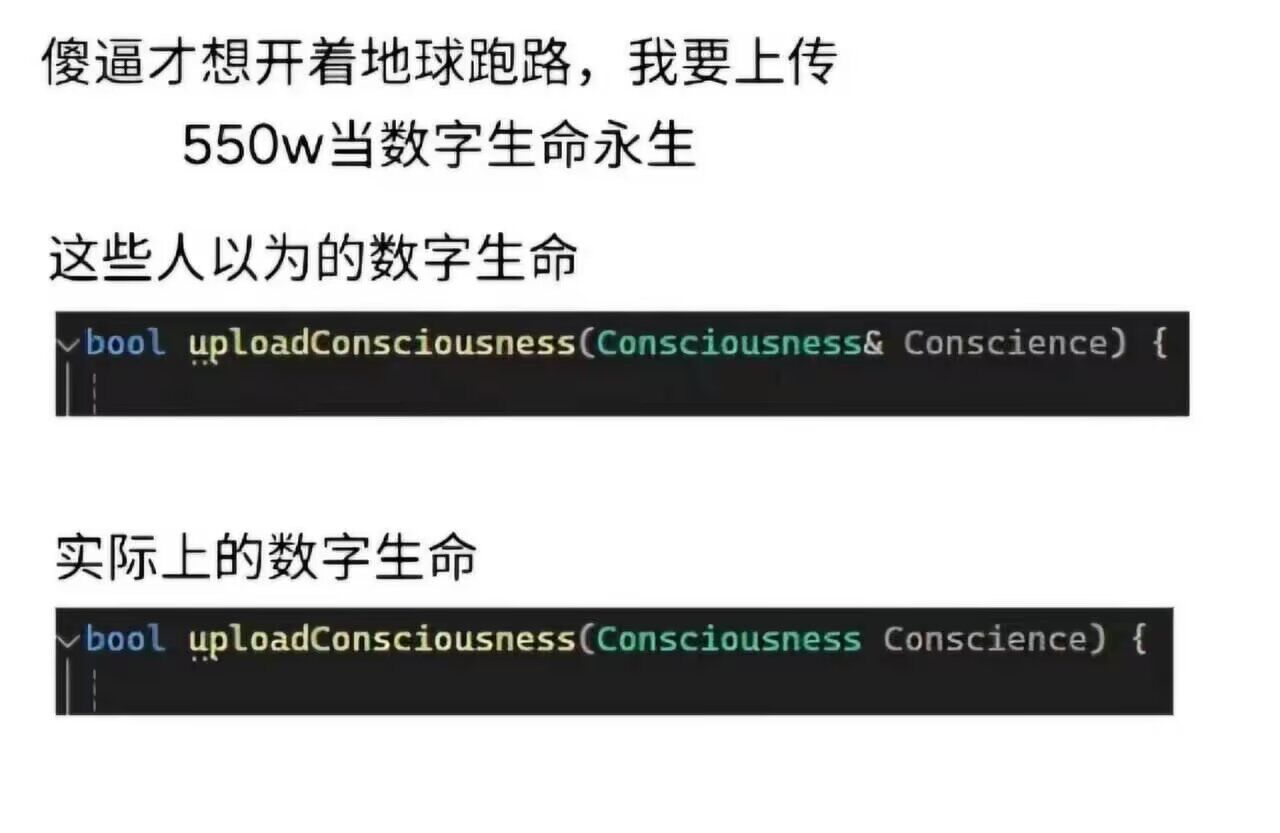 傻逼才想开着地球跑路，我要上传
550w当数字生命永生
这些人以为的数字生命
bool uploadConsciousness(Consciousness& Conscience) {
实际上的数字生命
bool uploadConsciousness(Consciousness Conscience) {